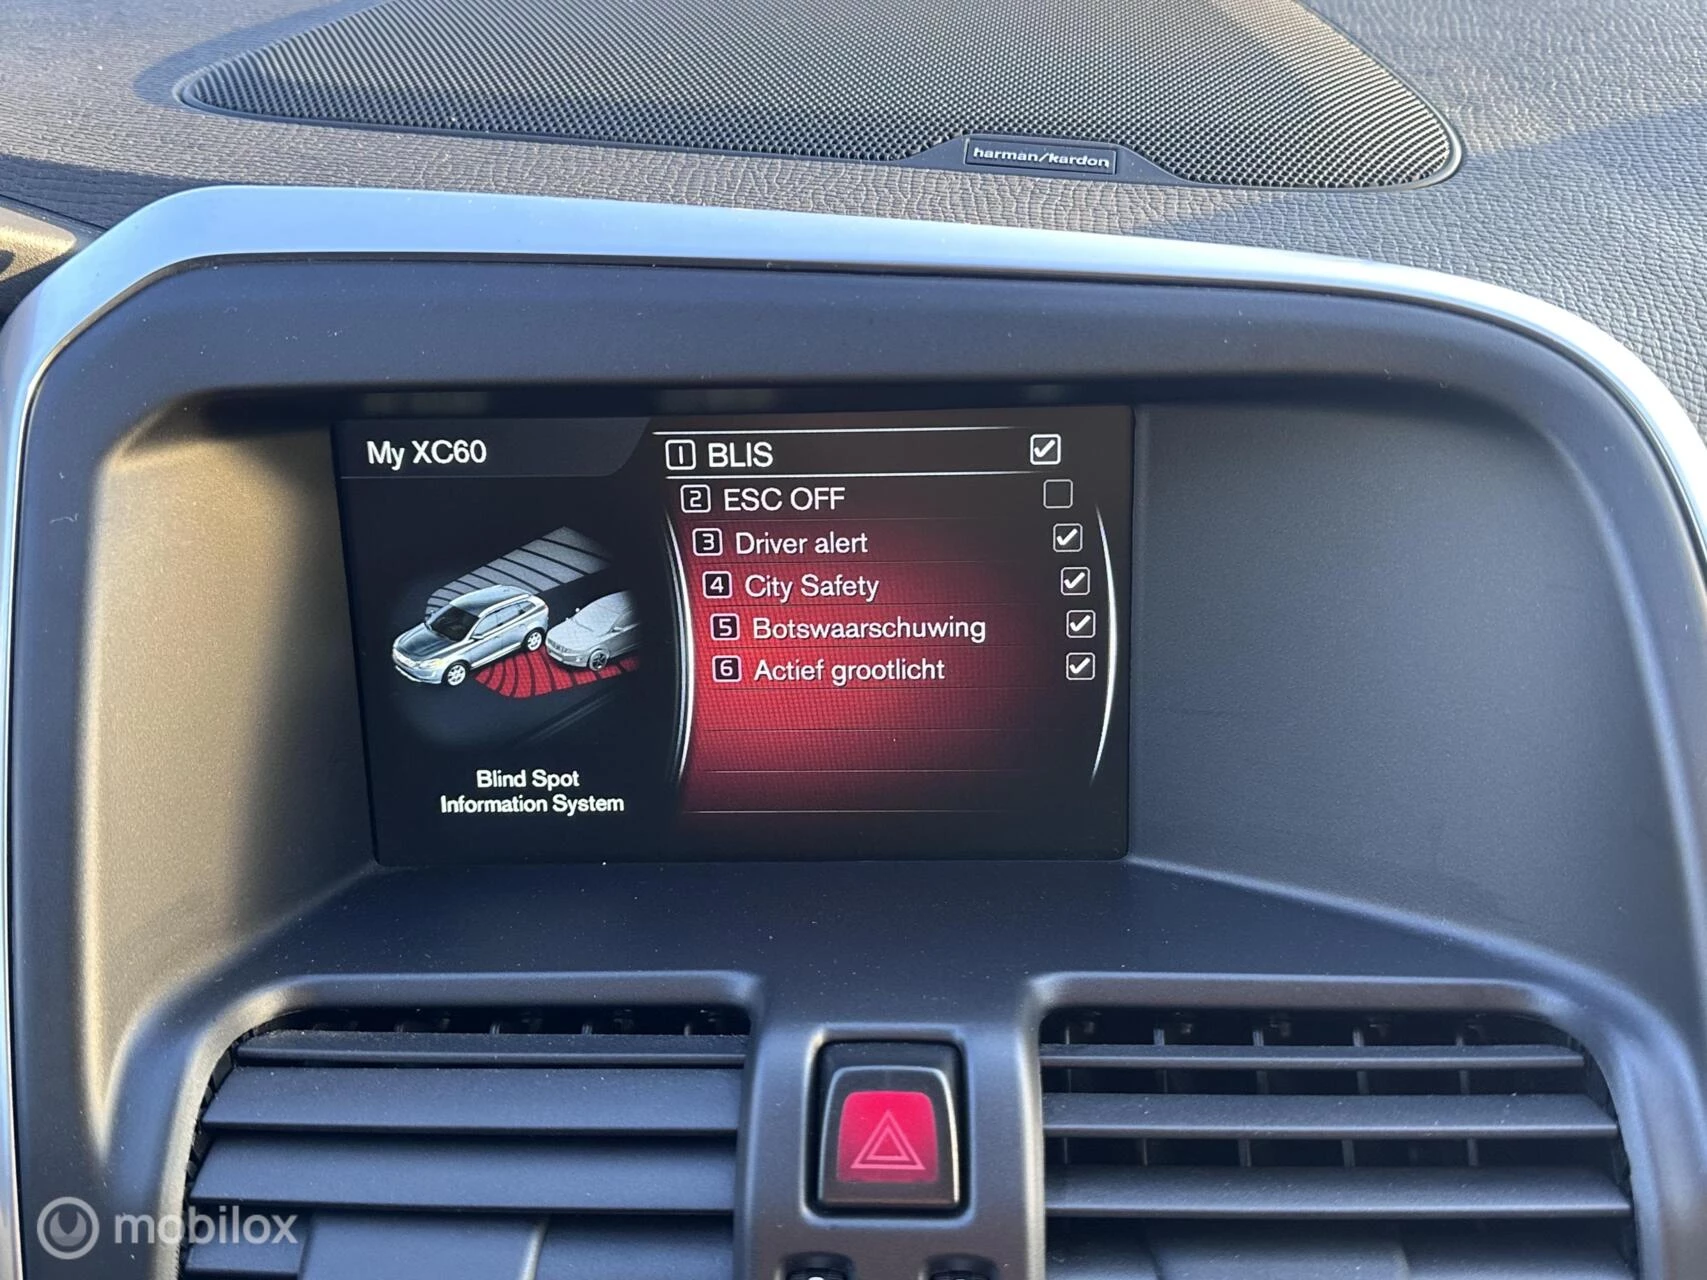 harman/kardon
My XC60
1 BLIS
2 ESC OFF
3 Driver alert
4 City Safety
5 Botswaarschuwing
6 Actief grootlicht
Blind Spot
Information System
mobilox